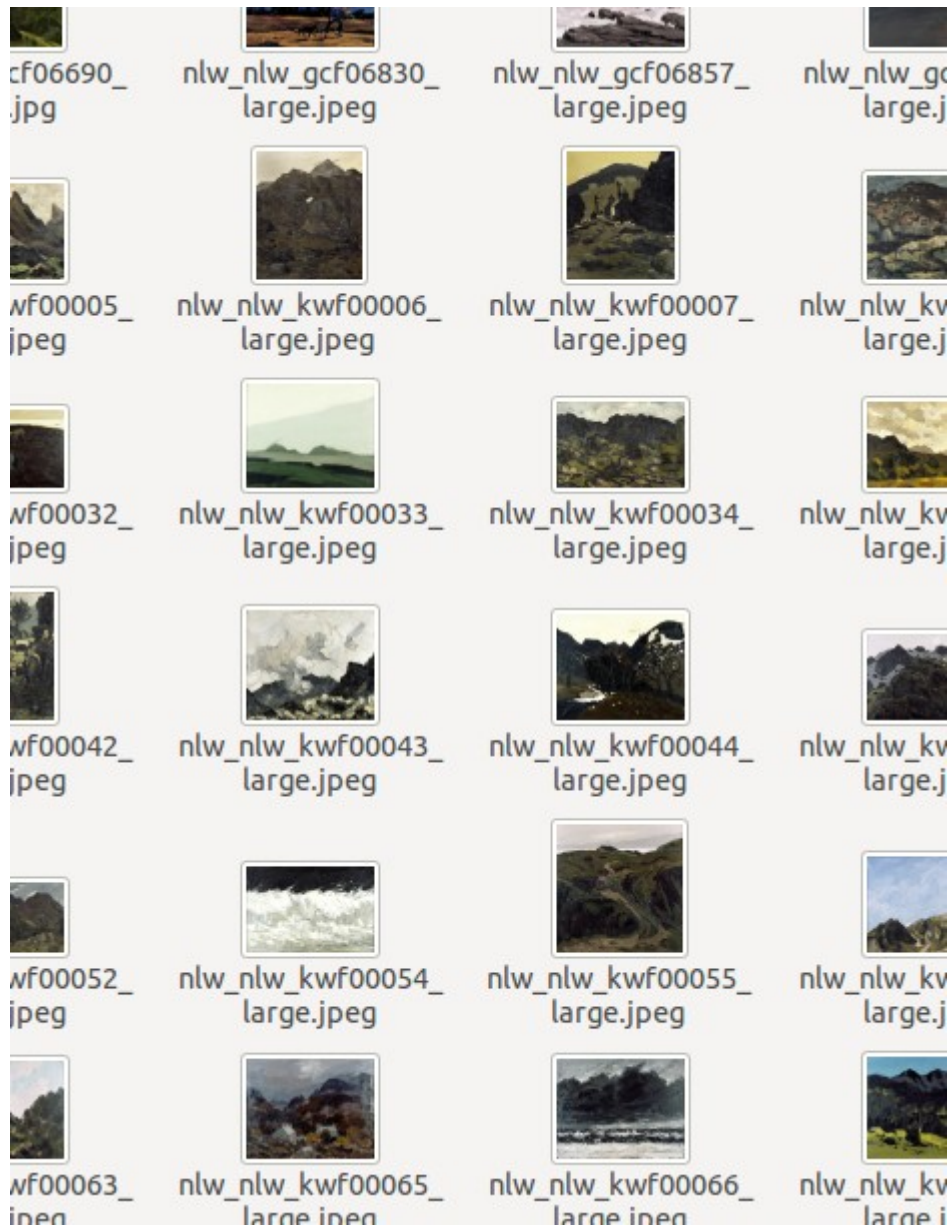 cf06690_ nlw_nlw_gcf06830_ nlw_nlw_gcf06857_ nlw_nlw_gc
.jpg large.jpeg large.jpeg large.j
wf00005_ nlw_nlw_kwf00006_ nlw_nlw_kwf00007_ nlw_nlw_kw
jpeg large.jpeg large.jpeg large.j
wf00032_ nlw_nlw_kwf00033_ nlw_nlw_kwf00034_ nlw_nlw_kw
jpeg large.jpeg large.jpeg large.j
wf00042_ nlw_nlw_kwf00043_ nlw_nlw_kwf00044_ nlw_nlw_kw
jpeg large.jpeg large.jpeg large.j
wf00052_ nlw_nlw_kwf00054_ nlw_nlw_kwf00055_ nlw_nlw_kw
jpeg large.jpeg large.jpeg large.j
wf00063_ nlw_nlw_kwf00065_ nlw_nlw_kwf00066_ nlw_nlw_kw
jpeg large.jpeg large.jpeg large.j